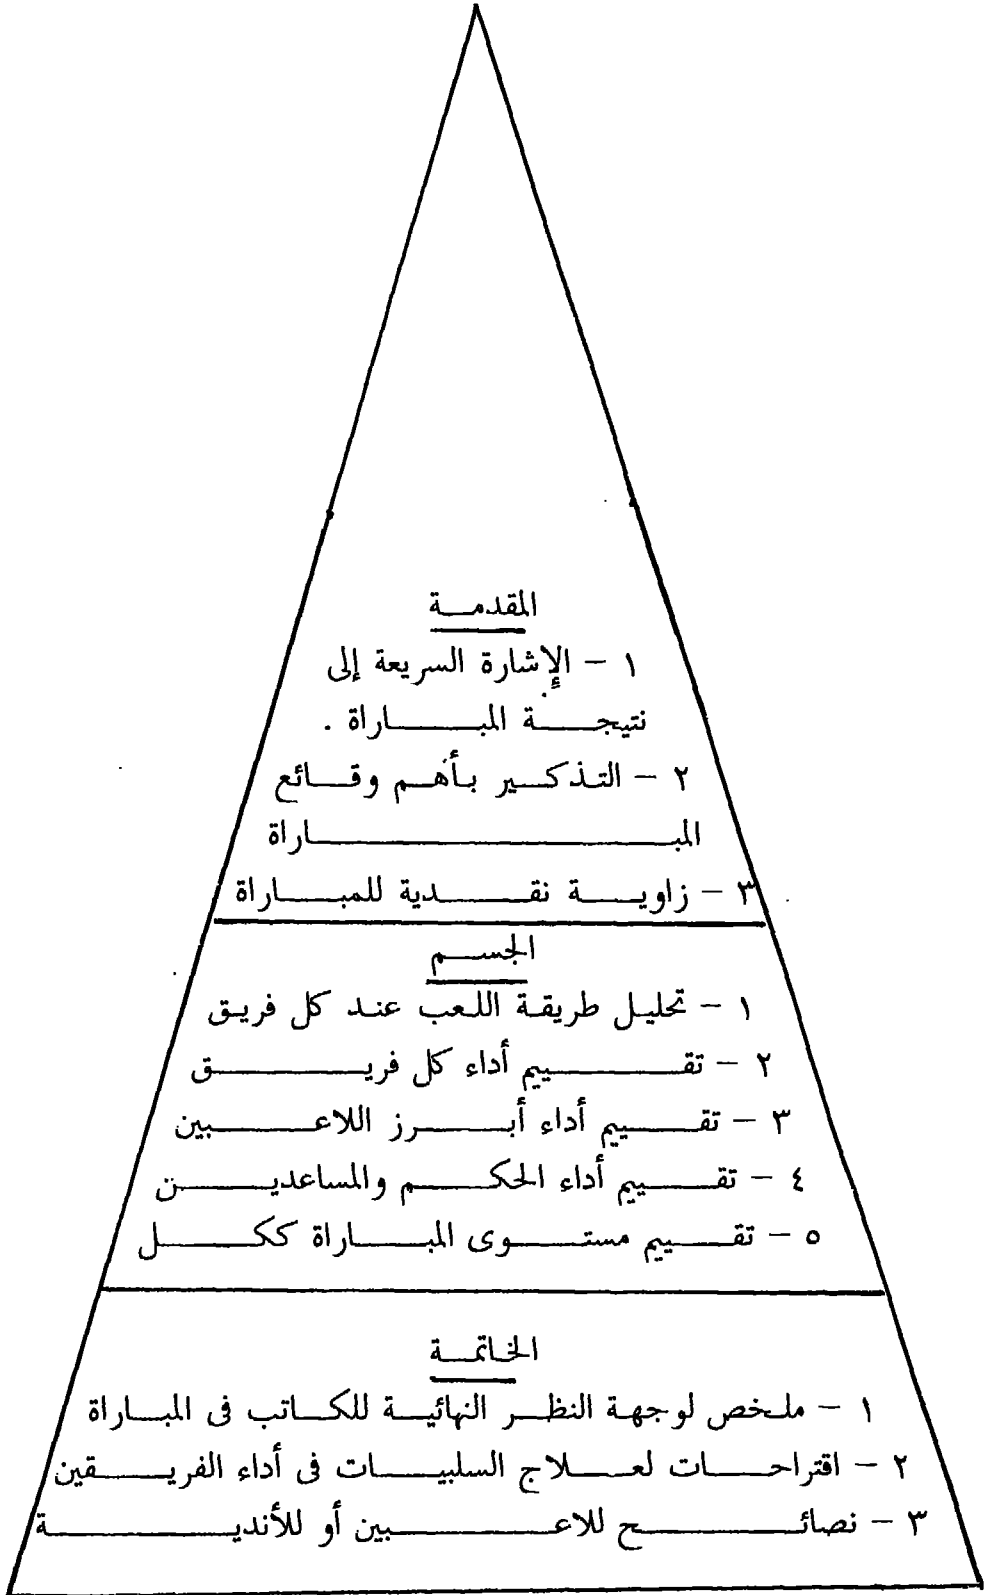 المقدمة
١ – الإشارة السريعة إلى
نتيجة المباراة .
٢ – التذكير بأهم وقائع
المباراة
٣ – زاوية نقدية للمباراة
الجسم
١ – تحليل طريقة اللعب عند كل فريق
٢ – تقييم أداء كل فريق
٣ – تقييم أداء أبرز اللاعبين
٤ – تقييم أداء الحكم والمساعدين
٥ – تقييم مستوى المباراة ككل
الخاتمة
١ – ملخص لوجهة النظر النهائية للكاتب فى المباراة
٢ – اقتراحات لعلاج السلبيات فى أداء الفريقين
٣ – نصائح للاعبين أو للأندية